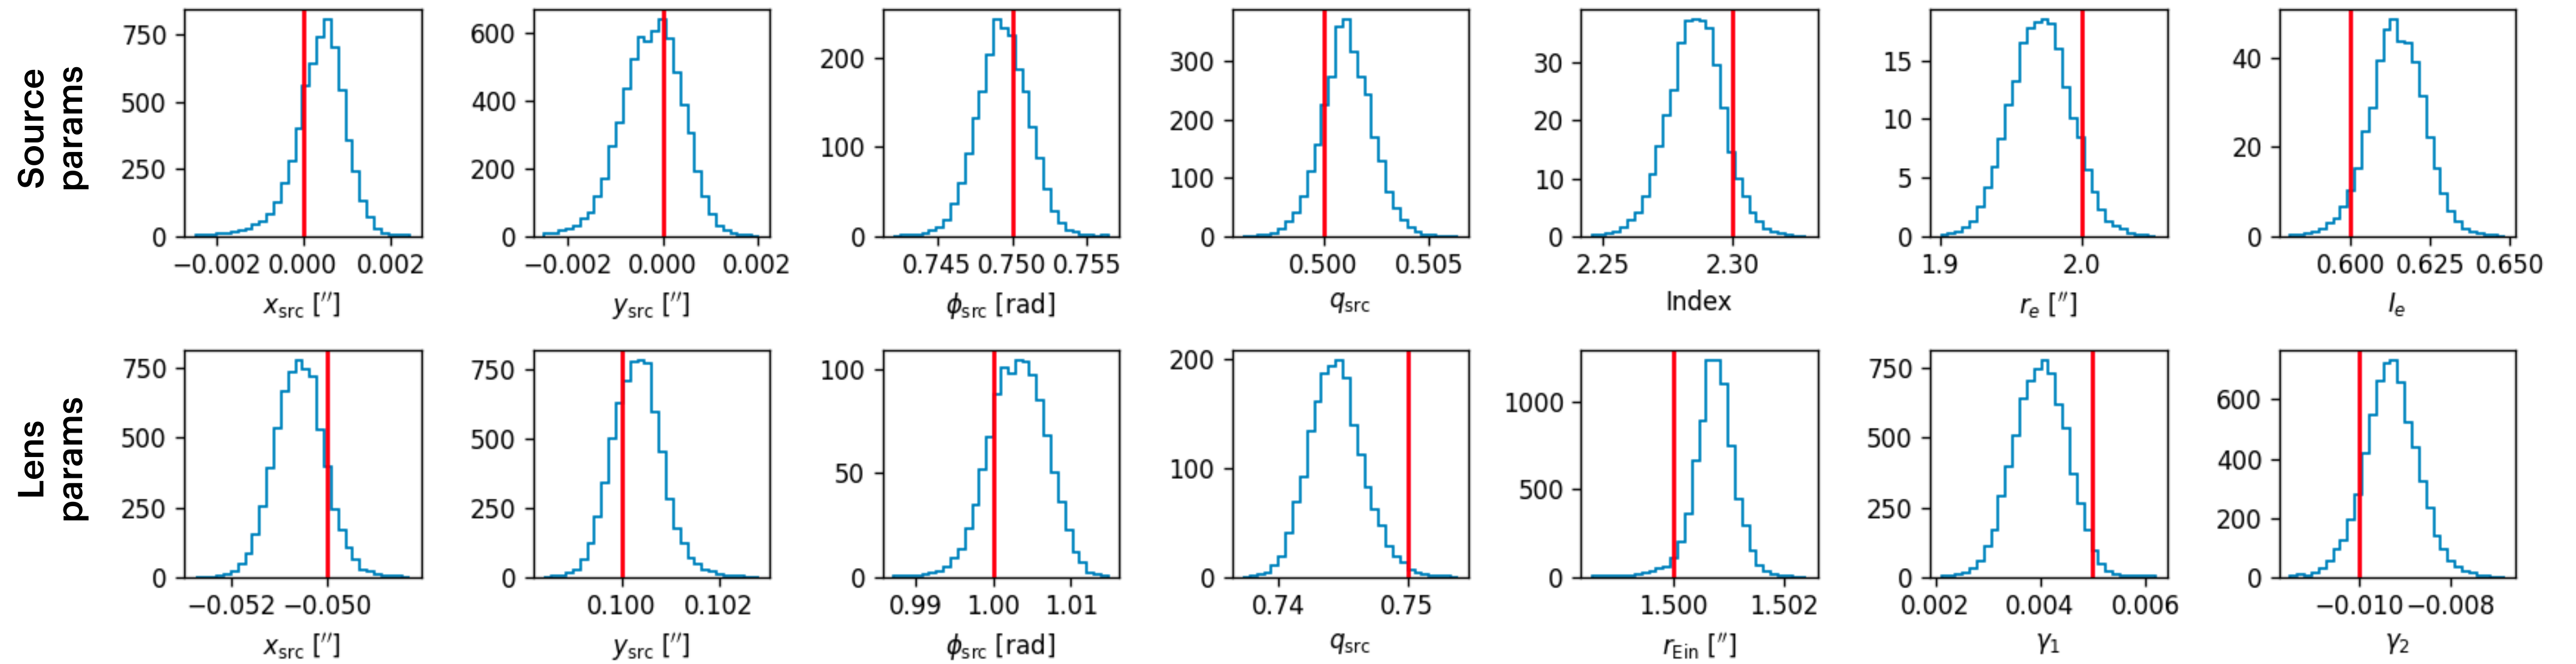 Source
params
750
500
250
0
−0.002 0.000 0.002
x_src [″]
600
400
200
0
−0.002 0.000 0.002
y_src [″]
200
100
0
0.745 0.750 0.755
ϕ_src [rad]
300
200
100
0
0.500 0.505
q_src
30
20
10
0
2.25 2.30
Index
15
10
5
0
1.9 2.0
r_e [″]
40
20
0
0.600 0.625 0.650
I_e
Lens
params
750
500
250
0
−0.052 −0.050
x_src [″]
750
500
250
0
0.100 0.102
y_src [″]
100
50
0
0.99 1.00 1.01
ϕ_src [rad]
200
100
0
0.74 0.75
q_src
1000
500
0
1.500 1.502
r_Ein [″]
750
500
250
0
0.002 0.004 0.006
γ_1
600
400
200
0
−0.010 −0.008
γ_2